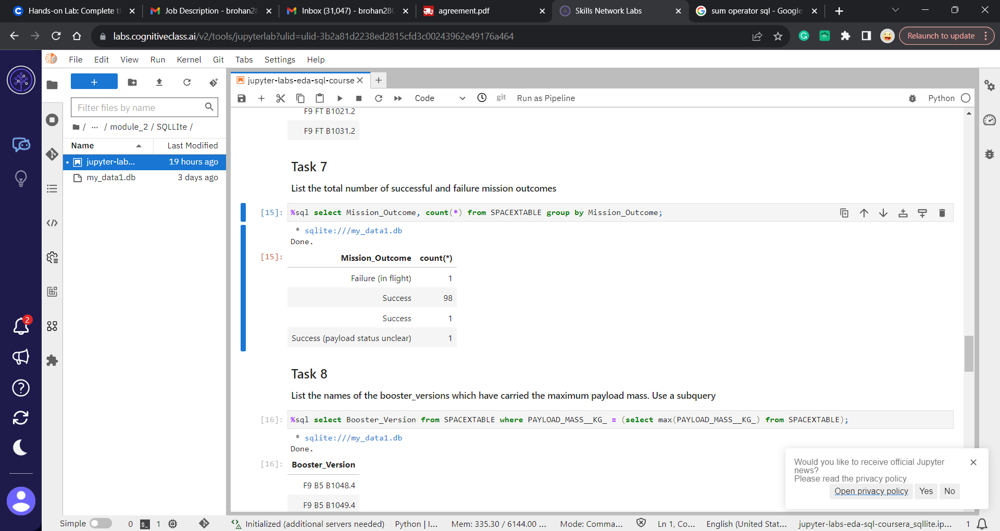 Hands-on Lab: Complete t
Job Description - brohan28
Inbox (31,047) - brohan280
agreement.pdf
Skills Network Labs
sum operator sql - Google
labs.cognitiveclass.ai/v2/tools/jupyterlab?ulid=ulid-3b2a81d2238ed2815cfd3c00243962e49176a464
Relaunch to update
File Edit View Run Kernel Git Tabs Settings Help
Filter files by name
/ ... / module_2 / SQLLIte /
Name Last Modified
jupyter-lab... 19 hours ago
my_data1.db 3 days ago
2
jupyter-labs-eda-sql-course
Code git Run as Pipeline Python
F9 FT B1021.2
F9 FT B1031.2
Task 7
List the total number of successful and failure mission outcomes
[15]: %sql select Mission_Outcome, count(*) from SPACEXTABLE group by Mission_Outcome;
* sqlite:///my_data1.db
Done.
[15]: Mission_Outcome count(*)
Failure (in flight) 1
Success 98
Success 1
Success (payload status unclear) 1
Task 8
List the names of the booster_versions which have carried the maximum payload mass. Use a subquery
[16]: %sql select Booster_Version from SPACEXTABLE where PAYLOAD_MASS__KG_ = (select max(PAYLOAD_MASS__KG_) from SPACEXTABLE);
* sqlite:///my_data1.db
Done.
[16]: Booster_Version
F9 B5 B1048.4
F9 B5 B1049.4
Would you like to receive official Jupyter
news?
Please read the privacy policy.
Open privacy policy Yes No
Simple 0 1 Initialized (additional servers needed) Python | I... Mem: 335.30 / 6144.00 ... Mode: Comma... Ln 1, Co... English (United Stat... jupyter-labs-eda-sql-coursera_sqllite.ip... 1